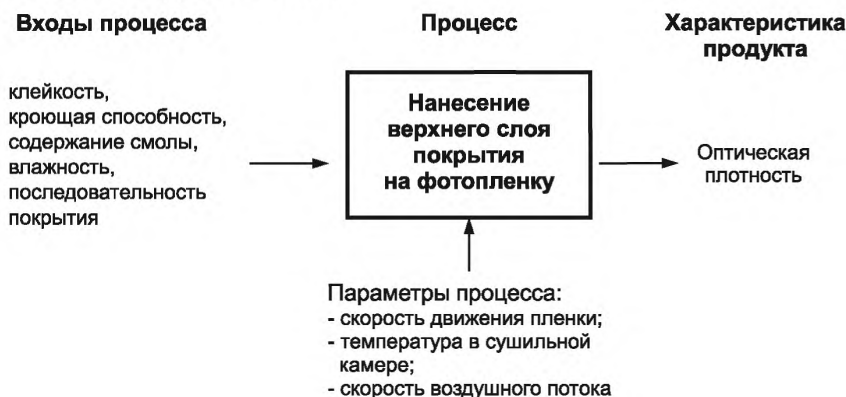 Входы процесса
клейкость,
кроющая способность,
содержание смолы,
влажность,
последовательность
покрытия
Процесс
Нанесение
верхнего слоя
покрытия
на фотопленку
Характеристика
продукта
Оптическая
плотность
Параметры процесса:
- скорость движения пленки;
- температура в сушильной
камере;
- скорость воздушного потока